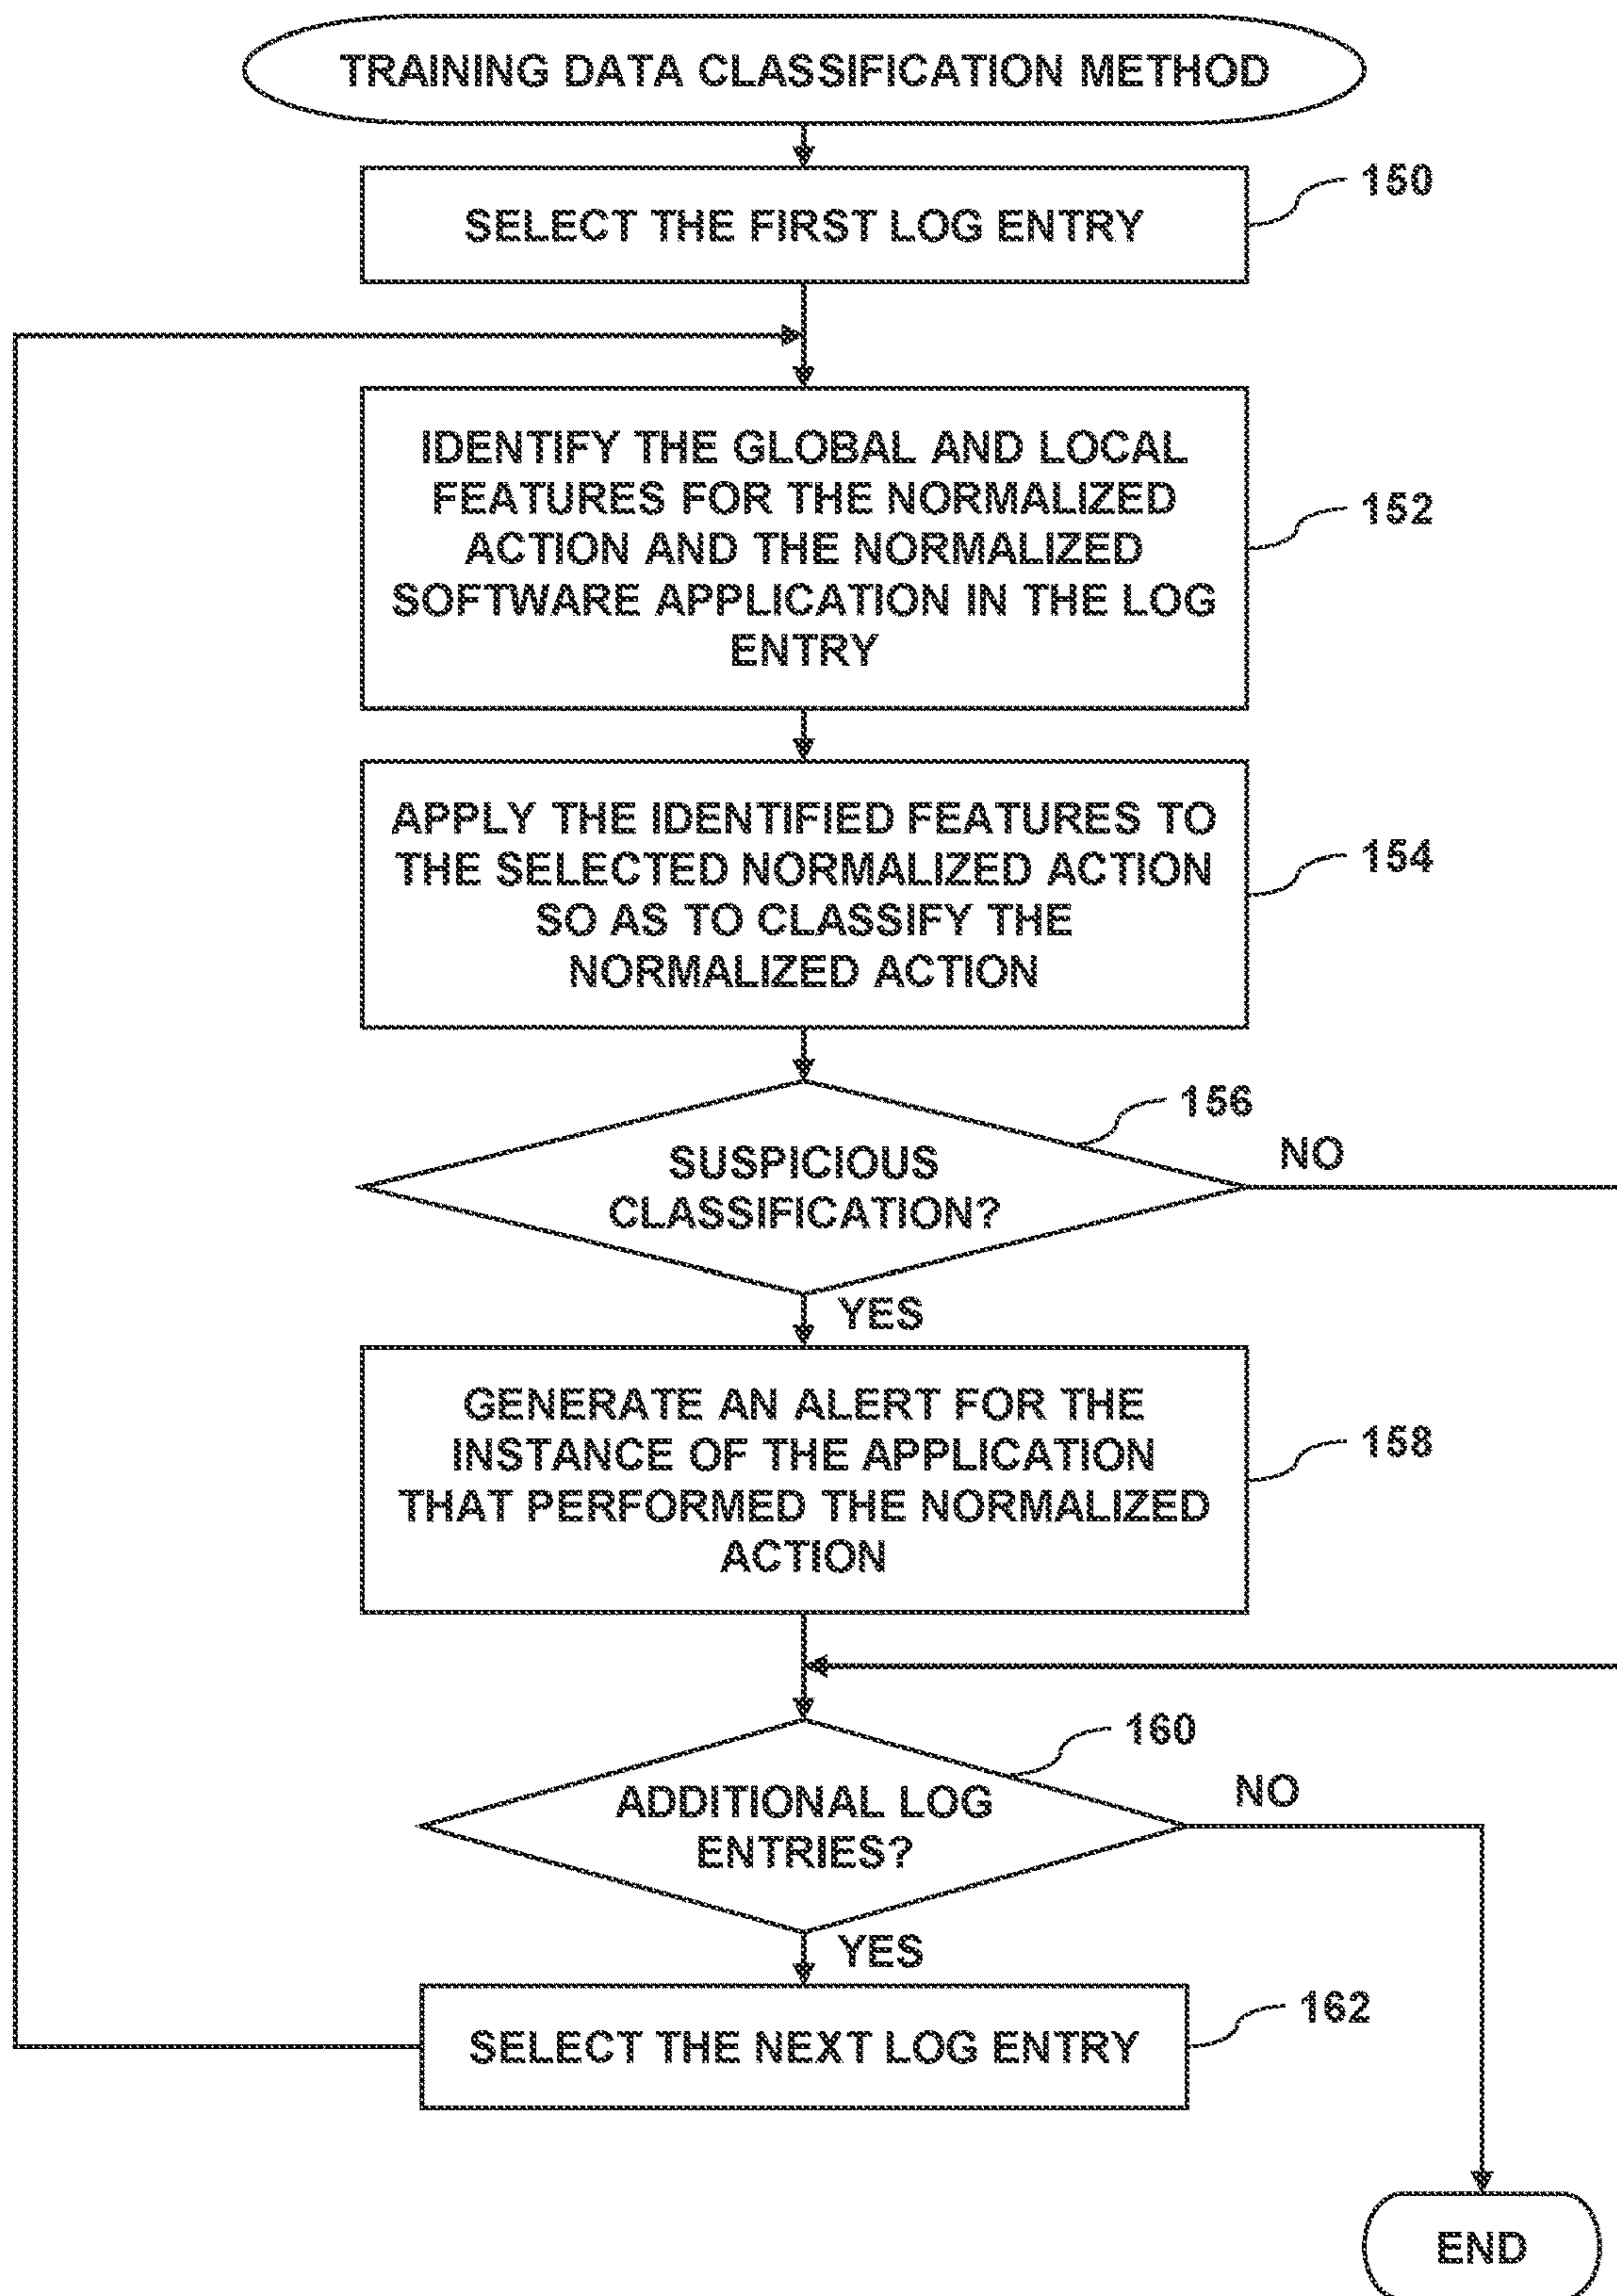 TRAINING DATA CLASSIFICATION METHOD
150
SELECT THE FIRST LOG ENTRY
IDENTIFY THE GLOBAL AND LOCAL
FEATURES FOR THE NORMALIZED
ACTION AND THE NORMALIZED
SOFTWARE APPLICATION IN THE LOG
ENTRY
152
APPLY THE IDENTIFIED FEATURES TO
THE SELECTED NORMALIZED ACTION
SO AS TO CLASSIFY THE
NORMALIZED ACTION
154
156
SUSPICIOUS
CLASSIFICATION?
NO
YES
GENERATE AN ALERT FOR THE
INSTANCE OF THE APPLICATION
THAT PERFORMED THE NORMALIZED
ACTION
158
160
ADDITIONAL LOG
ENTRIES?
NO
YES
SELECT THE NEXT LOG ENTRY
162
END